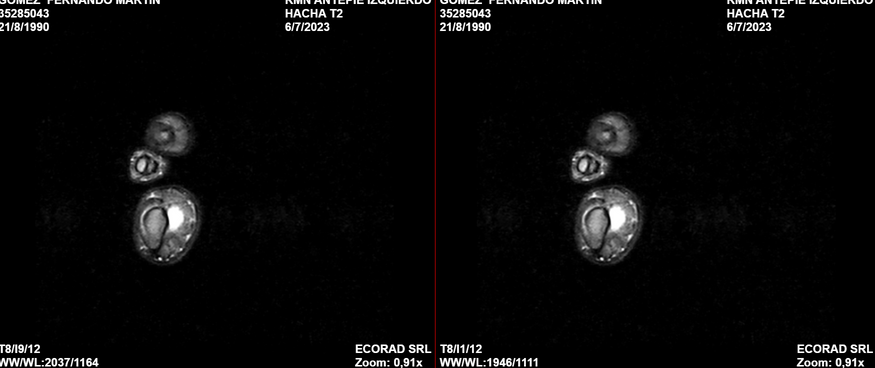 GOMEZ FERNANDO MARTIN
35285043
21/8/1990
RMN ANTEPIE IZQUIERDO
HACHA T2
6/7/2023
T8/I9/12
WW/WL:2037/1164
ECORAD SRL
Zoom: 0,91x
GOMEZ FERNANDO MARTIN
35285043
21/8/1990
RMN ANTEPIE IZQUIERDO
HACHA T2
6/7/2023
T8/I1/12
WW/WL:1946/1111
ECORAD SRL
Zoom: 0,91x